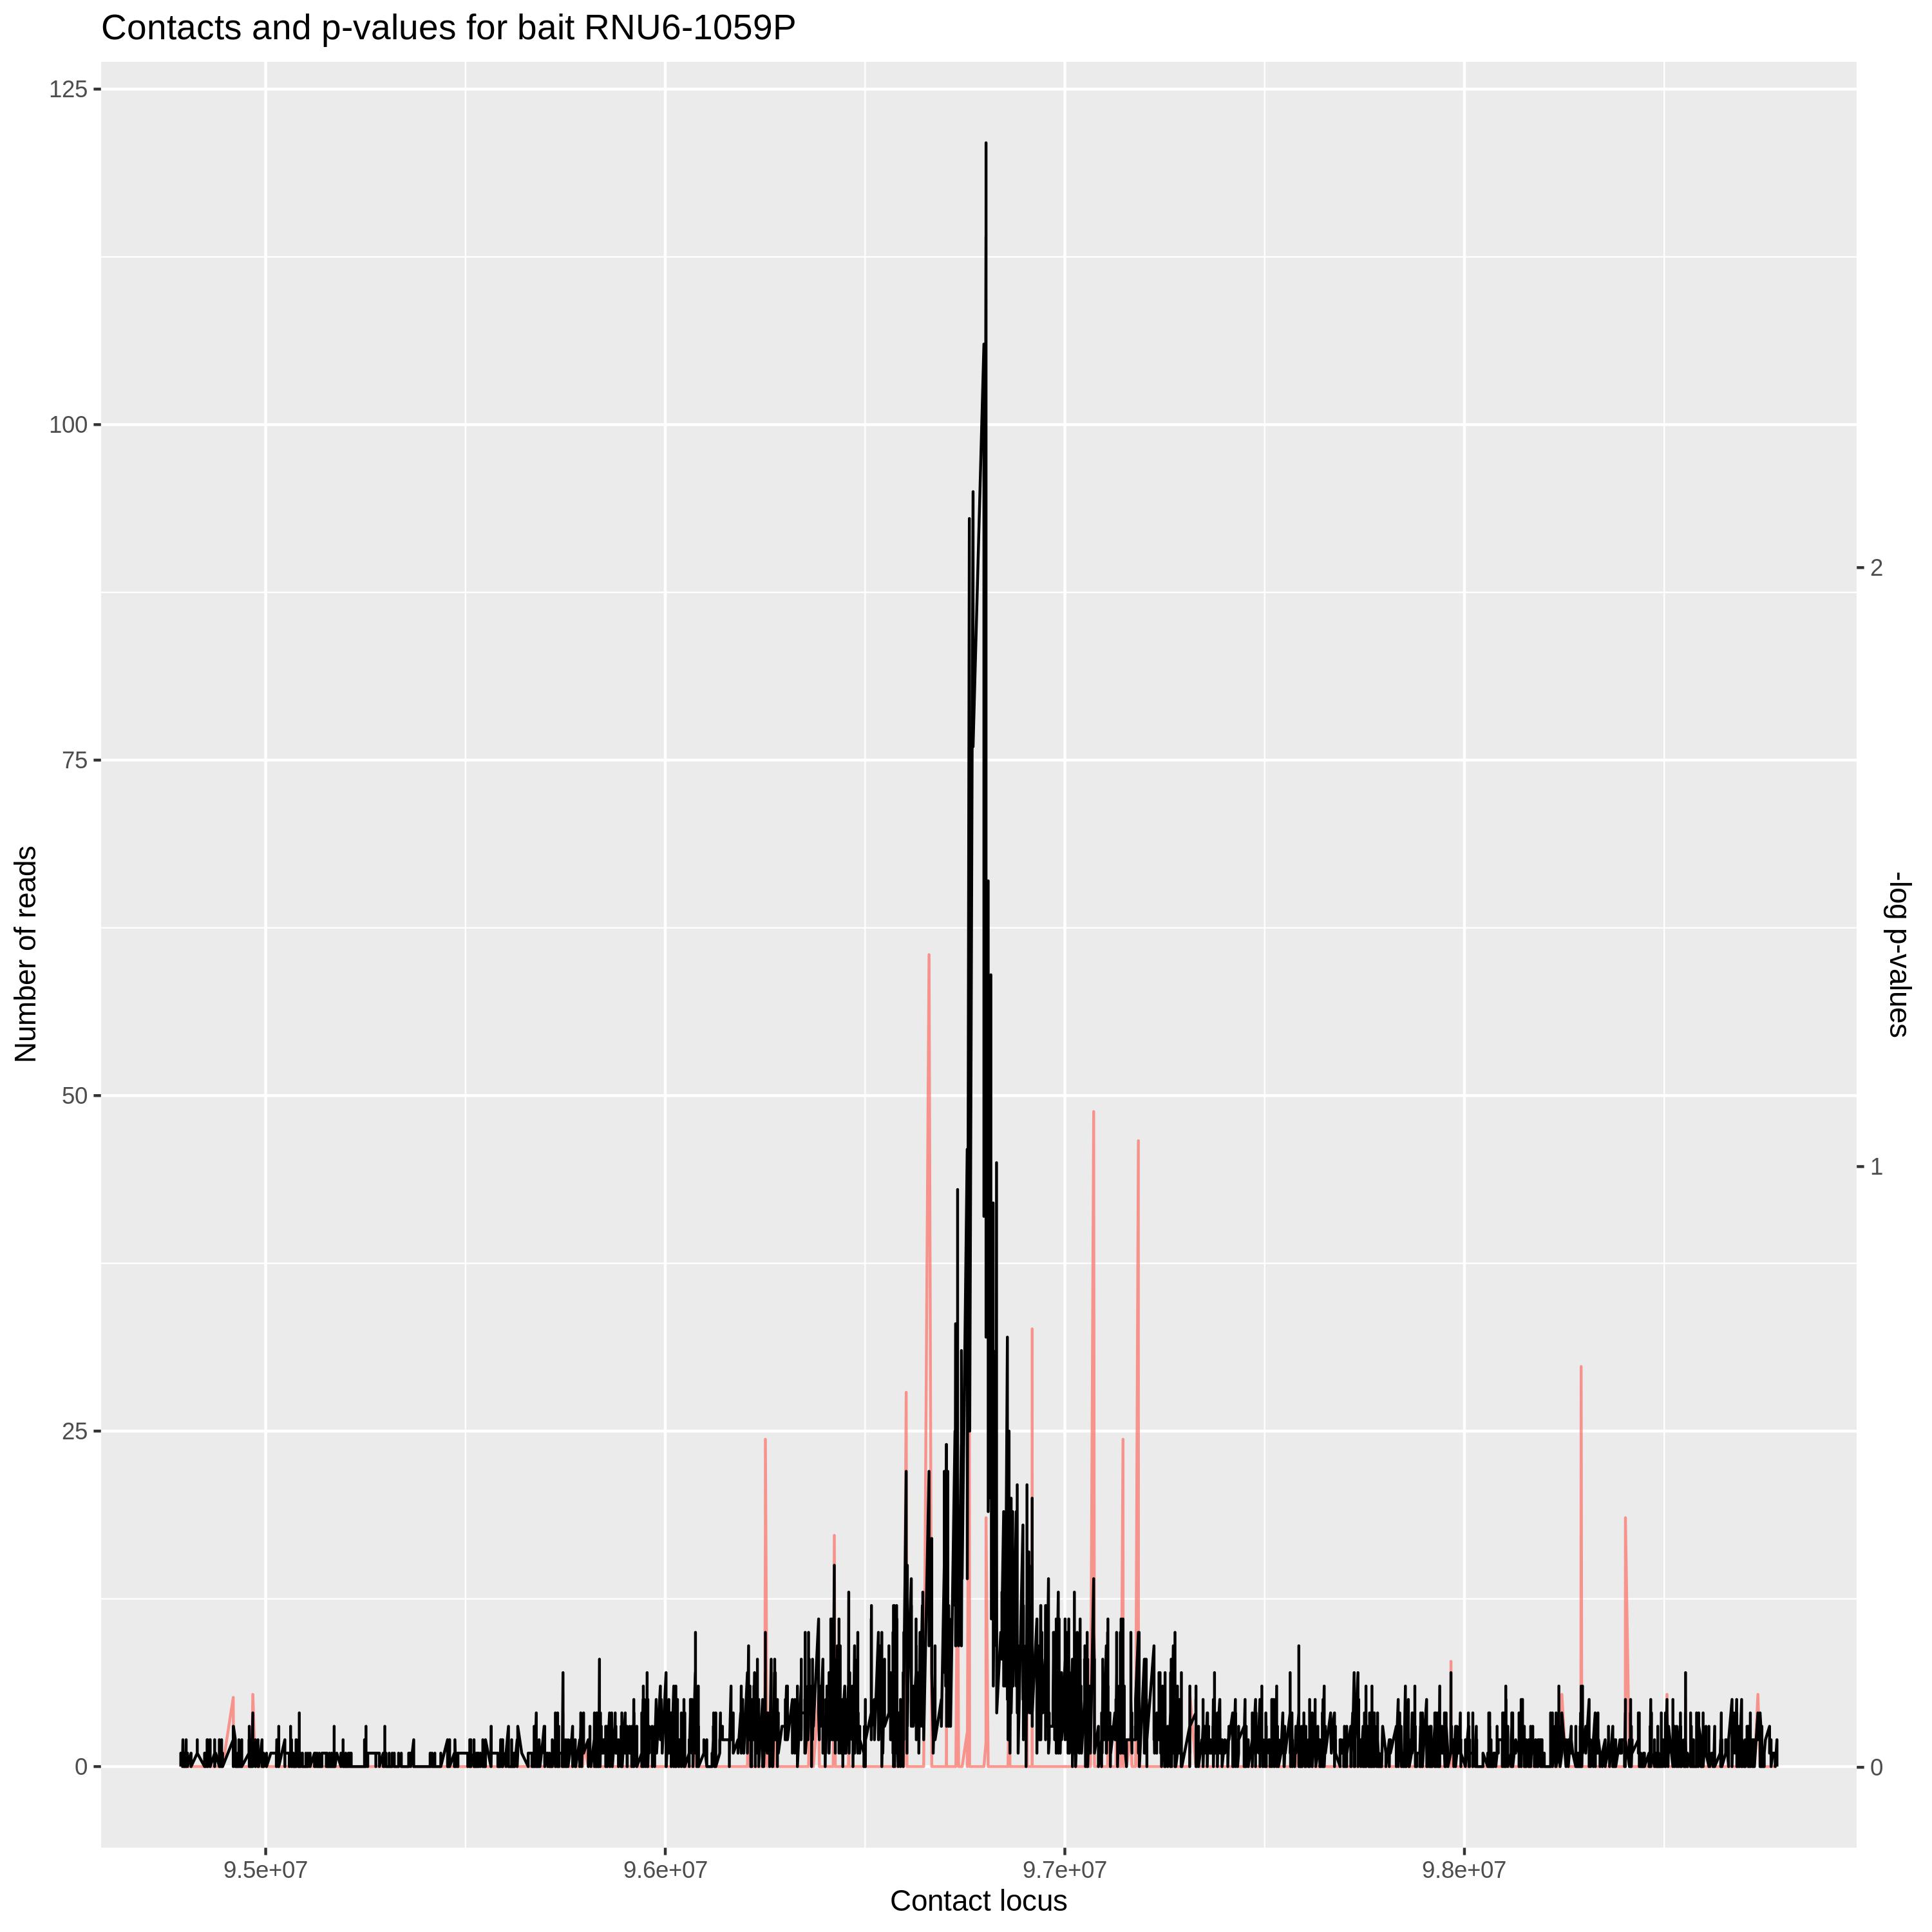 Contacts and p-values for bait RNU6-1059P
125
100
75
50
25
0
Number of reads
2
1
0
-log p-values
9.5e+07
9.6e+07
9.7e+07
9.8e+07
Contact locus